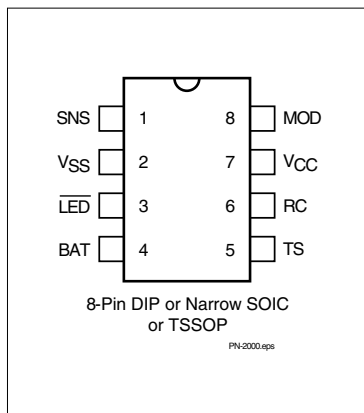 SNS 1 8 MOD
VSS 2 7 VCC
LED 3 6 RC
BAT 4 5 TS
8-Pin DIP or Narrow SOIC
or TSSOP
PN-2000.eps